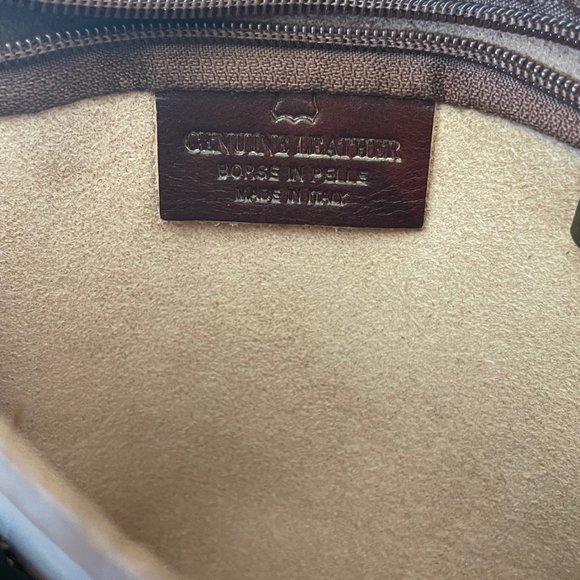 GENUINE LEATHER
BORSE IN PELLE
MADE IN ITALY